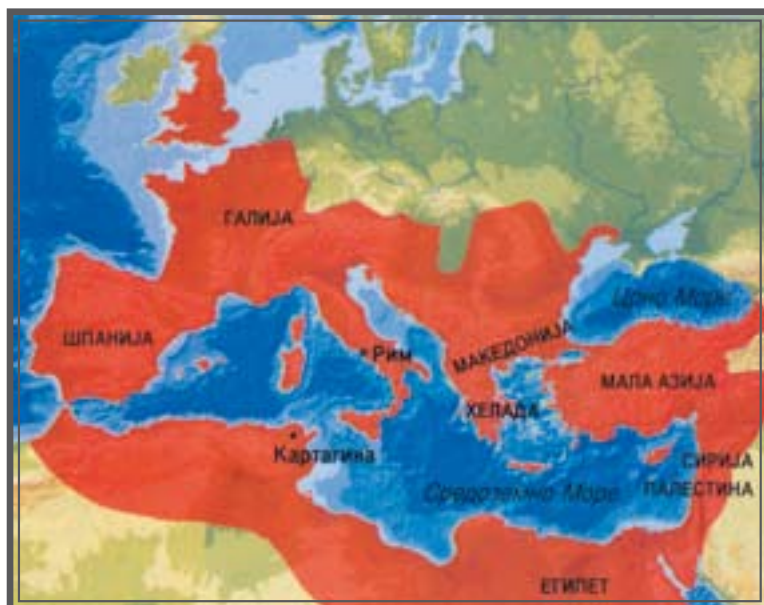 ГАЛИЈА
Црно Море
ШПАНИЈА
Рим
МАКЕДОНИЈА
МАЛА АЗИЈА
ХЕЛАДА
Картагина
СИРИЈА
Средоземно Море
ПАЛЕСТИНА
ЕГИПЕТ